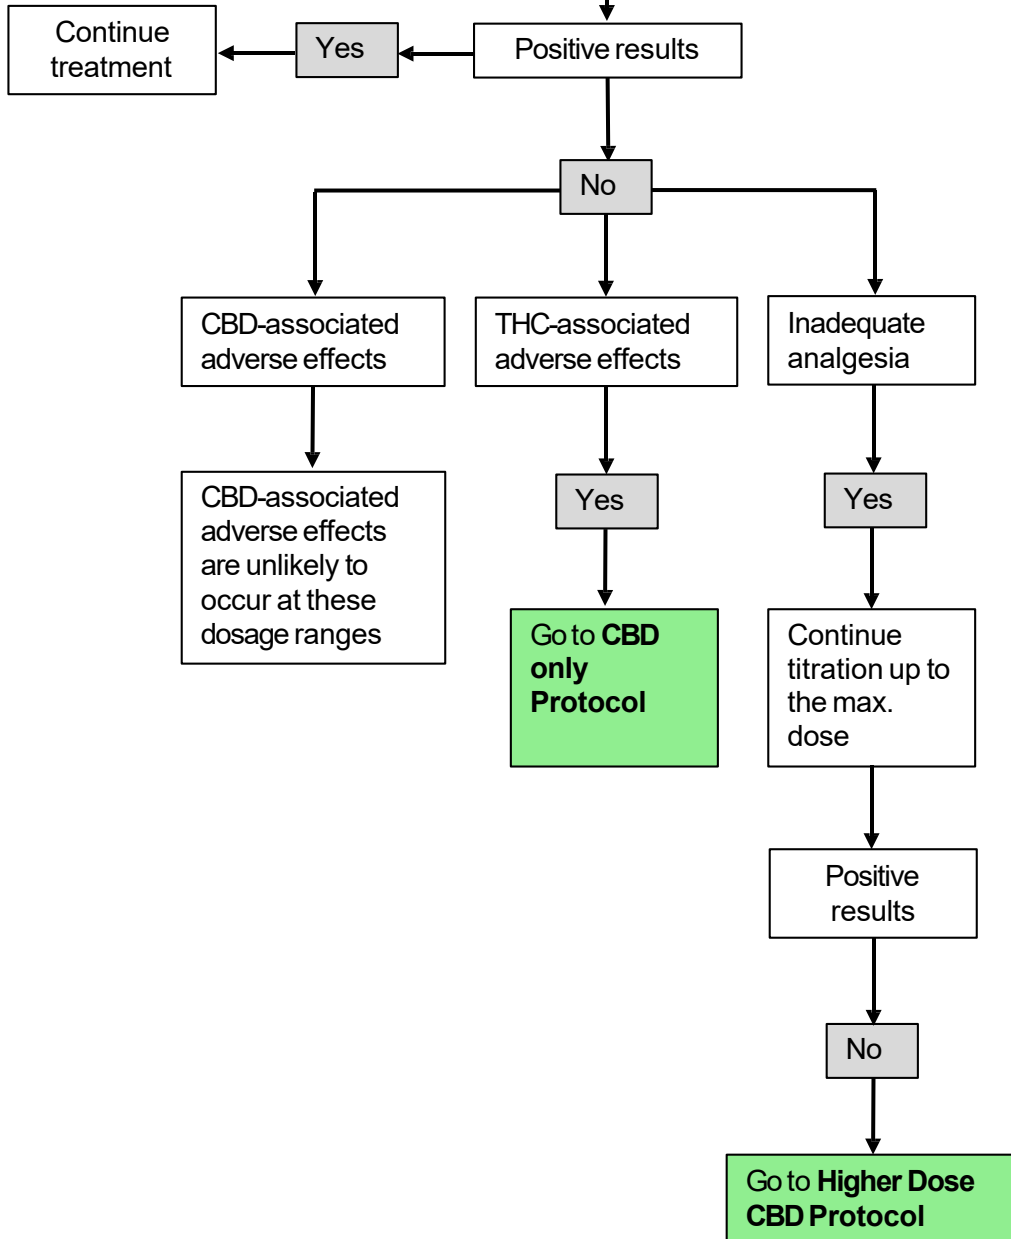 Continue
treatment
Yes
Positive results
No
CBD-associated
adverse effects
THC-associated
adverse effects
Inadequate
analgesia
CBD-associated
adverse effects
are unlikely to
occur at these
dosage ranges
Yes
Yes
Go to CBD
only
Protocol
Continue
titration up to
the max.
dose
Positive
results
No
Go to Higher Dose
CBD Protocol